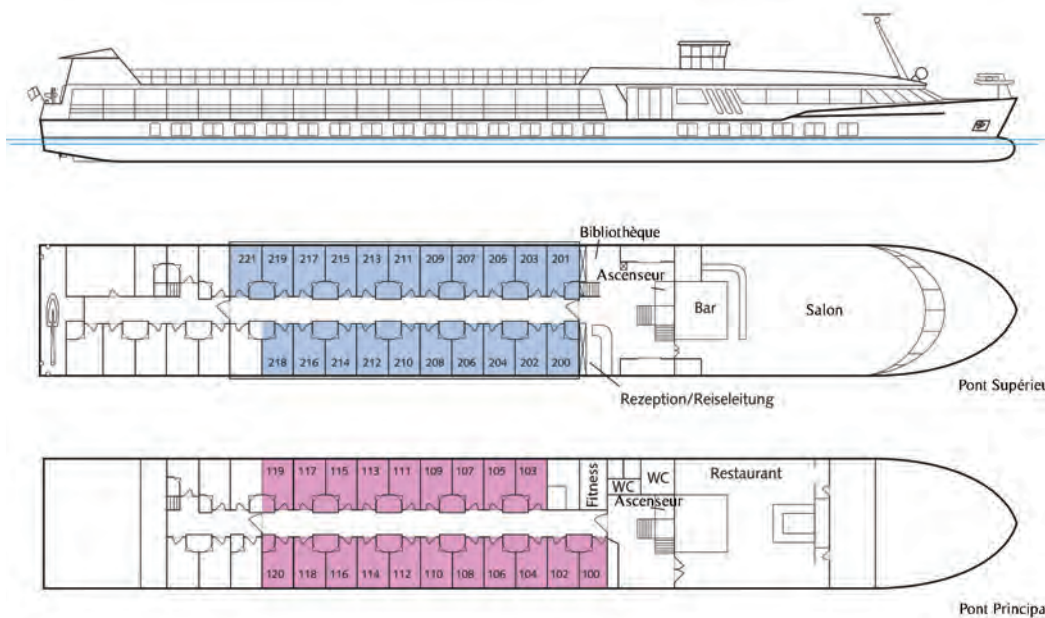 Bibliothèque
221 219 217 215 213 211 209 207 205 203 201
Ascenseur
Bar
Salon
218 216 214 212 210 208 206 204 202 200
Pont Supérieu
Rezeption/Reiseleitung
119 117 115 113 111 109 107 105 103
Fitness
WC
WC
Restaurant
Ascenseur
120 118 116 114 112 110 108 106 104 102 100
Pont Principa